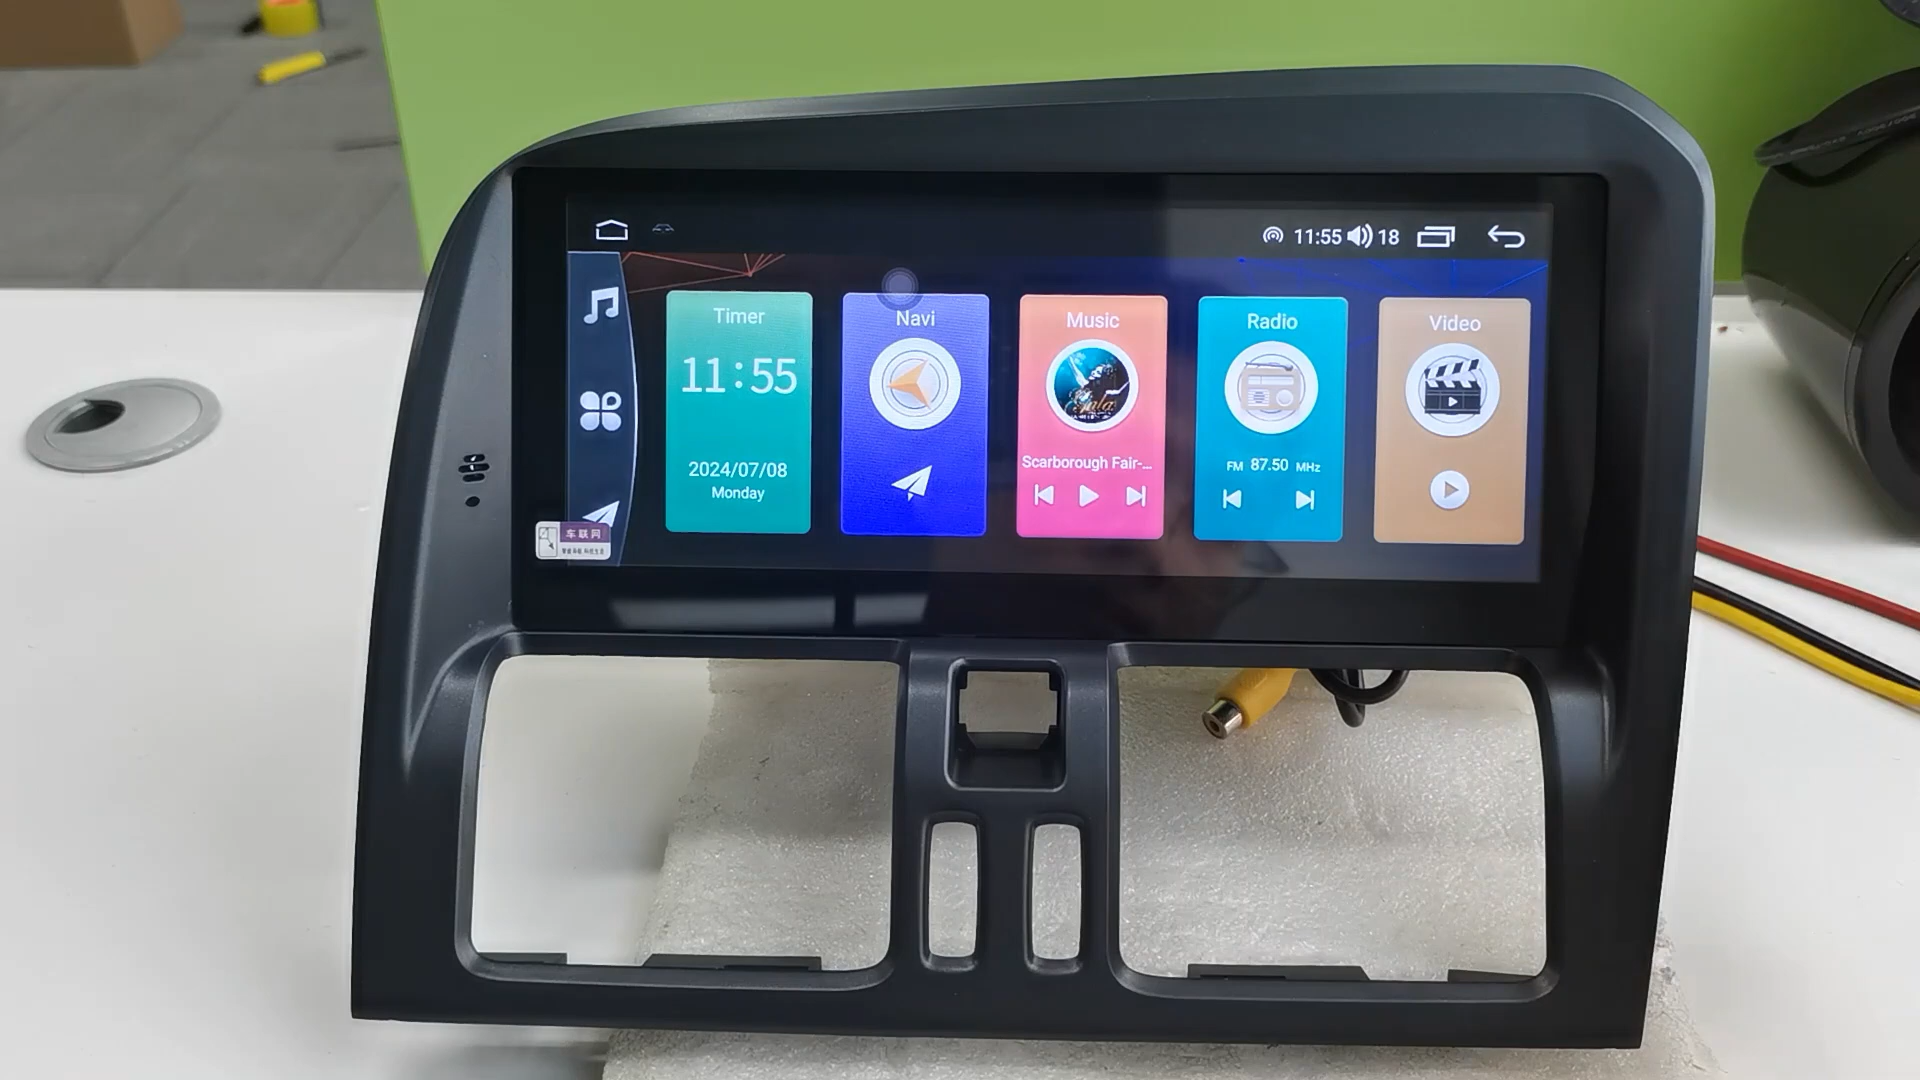 11:55 18
Timer
11:55
2024/07/08
Monday
Navi
Music
Gala
Scarborough Fair-...
Radio
FM 87.50 MHz
Video
车联网